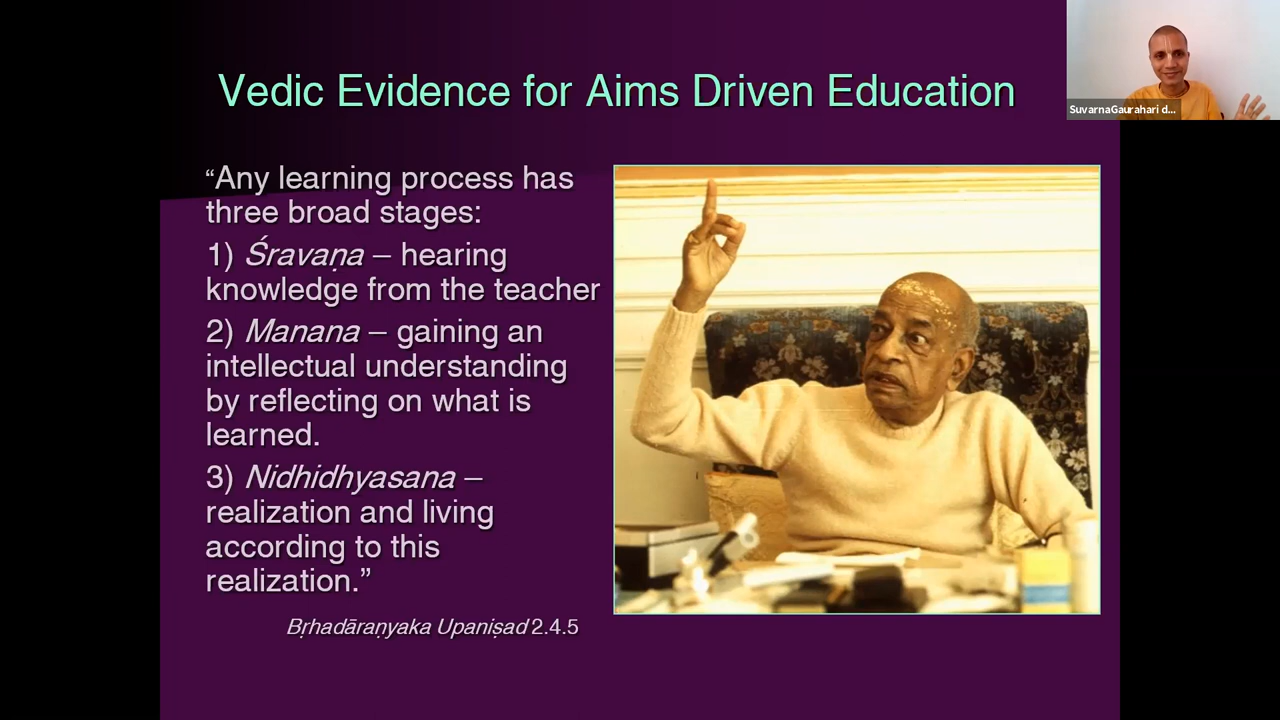 Vedic Evidence for Aims Driven Education
SuvarnaGaurahari d...
“Any learning process has
three broad stages:
1) Śravaṇa – hearing
knowledge from the teacher
2) Manana – gaining an
intellectual understanding
by reflecting on what is
learned.
3) Nidhidhyasana –
realization and living
according to this
realization.”
Bṛhadāraṇyaka Upaniṣad 2.4.5